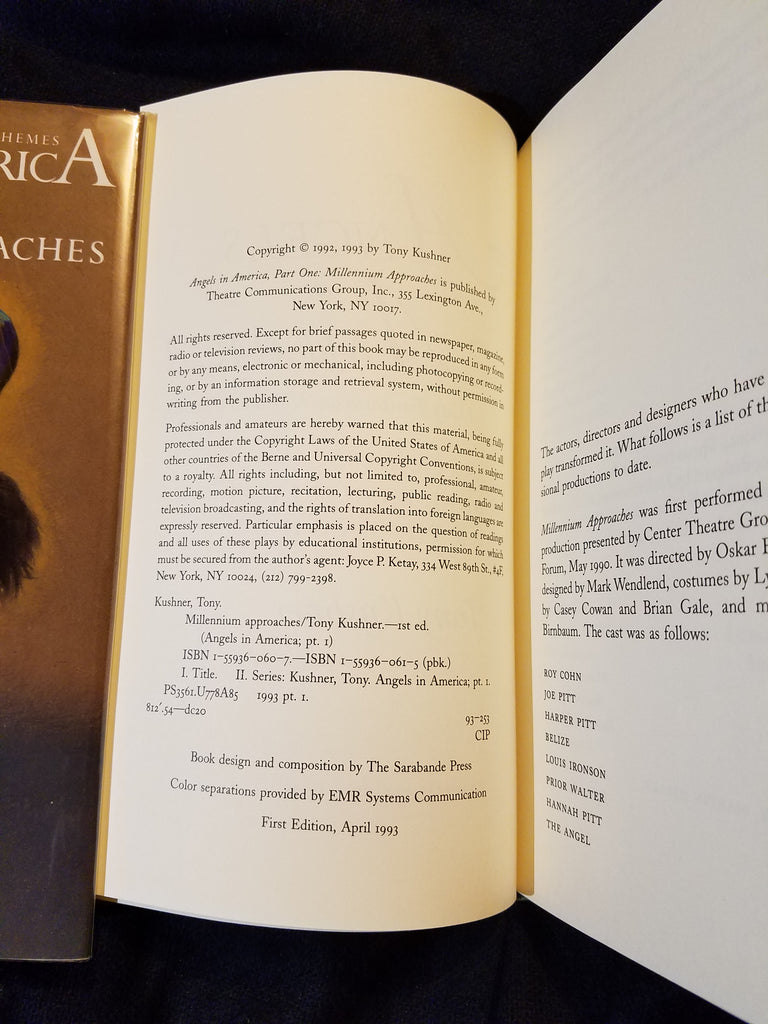 HEMES
RICA
ACHES
Copyright © 1992, 1993 by Tony Kushner
Angels in America, Part One: Millennium Approaches is published by
Theatre Communications Group, Inc., 355 Lexington Ave.,
New York, NY 10017.
All rights reserved. Except for brief passages quoted in newspaper, magazine,
radio or television reviews, no part of this book may be reproduced in any form
or by any means, electronic or mechanical, including photocopying or record-
ing, or by an information storage and retrieval system, without permission in
writing from the publisher.
Professionals and amateurs are hereby warned that this material, being fully
protected under the Copyright Laws of the United States of America and all
other countries of the Berne and Universal Copyright Conventions, is subject
to a royalty. All rights including, but not limited to, professional, amateur,
recording, motion picture, recitation, lecturing, public reading, radio and
television broadcasting, and the rights of translation into foreign languages are
expressly reserved. Particular emphasis is placed on the question of readings
and all uses of these plays by educational institutions, permission for which
must be secured from the author's agent: Joyce P. Ketay, 334 West 89th St., #4F,
New York, NY 10024, (212) 799-2398.
Kushner, Tony.
Millennium approaches/Tony Kushner.—1st ed.
(Angels in America; pt. 1)
ISBN 1-55936-060-7.—ISBN 1-55936-061-5 (pbk.)
I. Title. II. Series: Kushner, Tony. Angels in America; pt. 1.
PS3561.U778A85 1993 pt. 1.
812'.54—dc20
93-253
CIP
Book design and composition by The Sarabande Press
Color separations provided by EMR Systems Communication
First Edition, April 1993
The actors, directors and designers who have
play transformed it. What follows is a list of th
sional productions to date.
Millennium Approaches was first performed
production presented by Center Theatre Gro
Forum, May 1990. It was directed by Oskar E
designed by Mark Wendlend, costumes by Ly
by Casey Cowan and Brian Gale, and m
Birnbaum. The cast was as follows:
ROY COHN
JOE PITT
HARPER PITT
BELIZE
LOUIS IRONSON
PRIOR WALTER
HANNAH PITT
THE ANGEL